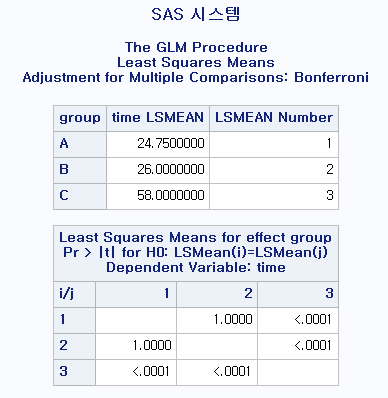 SAS 시스템
The GLM Procedure
Least Squares Means
Adjustment for Multiple Comparisons: Bonferroni
group time LSMEAN LSMEAN Number
A 24.7500000 1
B 26.0000000 2
C 58.0000000 3
Least Squares Means for effect group
Pr > |t| for H0: LSMean(i)=LSMean(j)
Dependent Variable: time
i/j 1 2 3
1 1.0000 <.0001
2 1.0000 <.0001
3 <.0001 <.0001